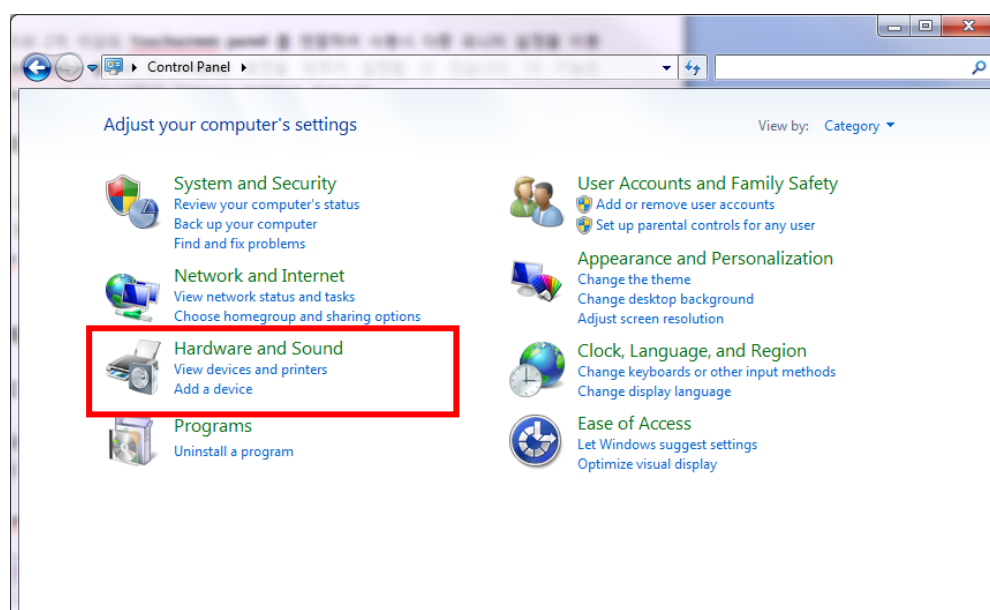 Touchscreen panel
Control Panel
Adjust your computer's settings
View by: Category
System and Security
Review your computer's status
Back up your computer
Find and fix problems
Network and Internet
View network status and tasks
Choose homegroup and sharing options
Hardware and Sound
View devices and printers
Add a device
Programs
Uninstall a program
User Accounts and Family Safety
Add or remove user accounts
Set up parental controls for any user
Appearance and Personalization
Change the theme
Change desktop background
Adjust screen resolution
Clock, Language, and Region
Change keyboards or other input methods
Change display language
Ease of Access
Let Windows suggest settings
Optimize visual display